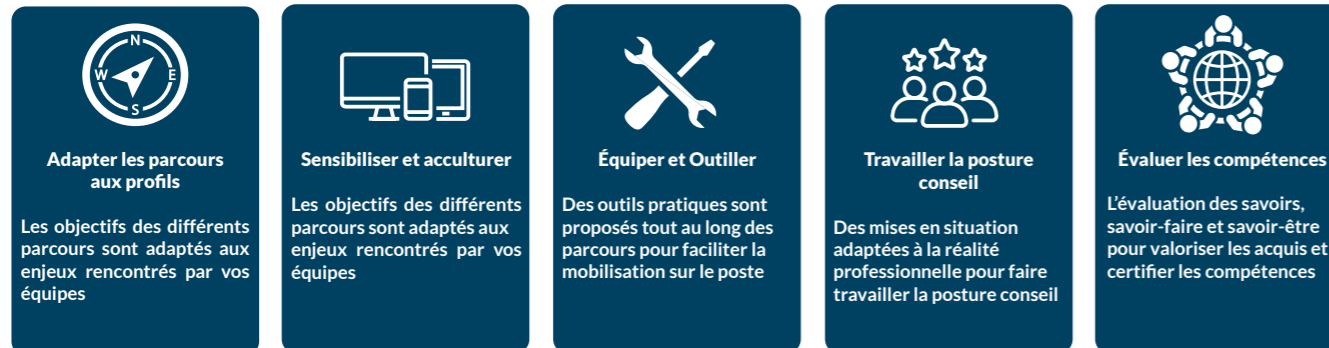 N
W
E
S
Adapter les parcours
aux profils
Les objectifs des différents
parcours sont adaptés aux
enjeux rencontrés par vos
équipes
Sensibiliser et acculturer
Les objectifs des différents
parcours sont adaptés aux
enjeux rencontrés par vos
équipes
Équiper et Outiller
Des outils pratiques sont
proposés tout au long des
parcours pour faciliter la
mobilisation sur le poste
Travailler la posture
conseil
Des mises en situation
adaptées à la réalité
professionnelle pour faire
travailler la posture conseil
Évaluer les compétences
L’évaluation des savoirs,
savoir-faire et savoir-être
pour valoriser les acquis et
certifier les compétences